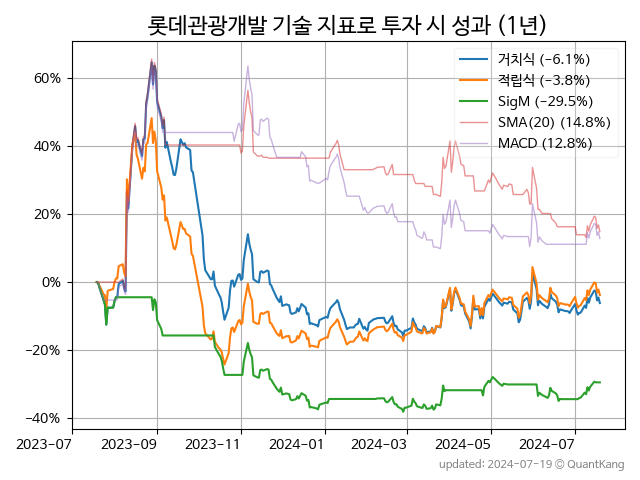 롯데관광개발 기술 지표로 투자 시 성과 (1년)
거치식 (−6.1%)
적립식 (−3.8%)
SigM (−29.5%)
SMA(20) (14.8%)
MACD (12.8%)
60%
40%
20%
0%
−20%
−40%
2023-07 2023-09 2023-11 2024-01 2024-03 2024-05 2024-07
updated: 2024-07-19 © QuantKang